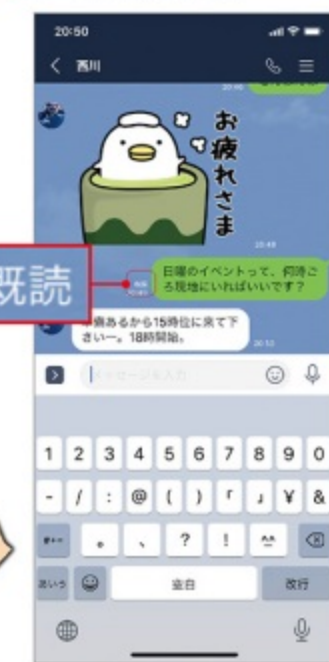 20:50
西川
お疲れさま
20:48
日曜のイベントって、何時ご
ろ現地にいればいいです？
既読
準備あるから15時位に来て下
さいー。18時開始。
メッセージを入力
1 2 3 4 5 6 7 8 9 0
- / : @ ( ) 「 」 ¥ &
。 、 ? ! ^^
あいう 空白 改行